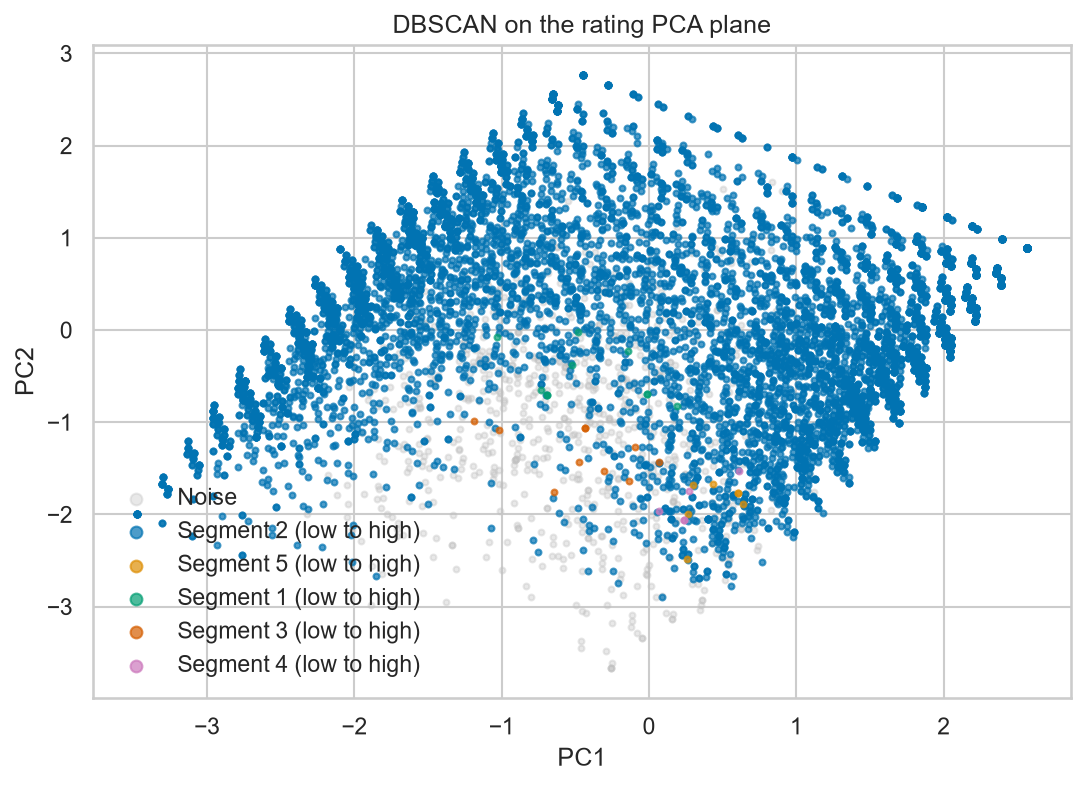 DBSCAN on the rating PCA plane
3
2
1
0
−1
−2
−3
PC2
Noise
Segment 2 (low to high)
Segment 5 (low to high)
Segment 1 (low to high)
Segment 3 (low to high)
Segment 4 (low to high)
−3 −2 −1 0 1 2
PC1